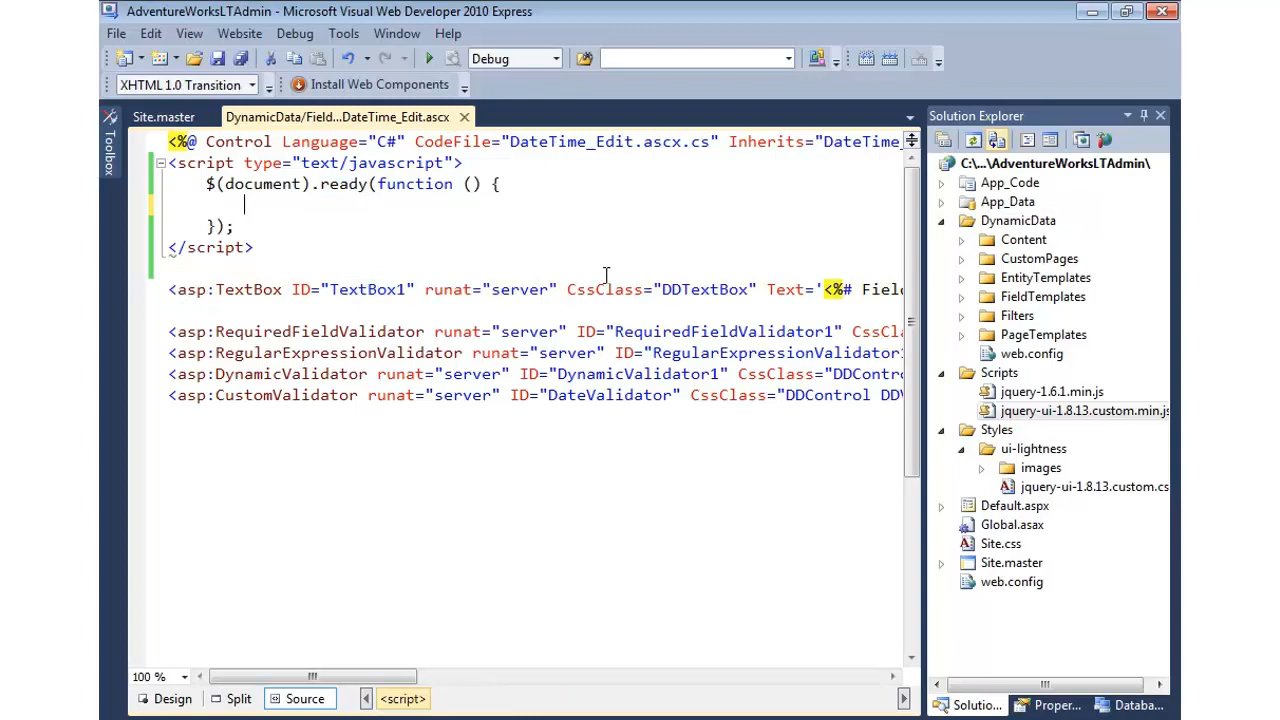 AdventureWorksLTAdmin - Microsoft Visual Web Developer 2010 Express
File Edit View Website Debug Tools Window Help
Debug
XHTML 1.0 Transition Install Web Components
Toolbox
Site.master DynamicData/Field...DateTime_Edit.ascx
<%@ Control Language="C#" CodeFile="DateTime_Edit.ascx.cs" Inherits="DateTime_
<script type="text/javascript">
$(document).ready(function () {
});
</script>
<asp:TextBox ID="TextBox1" runat="server" CssClass="DDTextBox" Text='<%# Fiel
<asp:RequiredFieldValidator runat="server" ID="RequiredFieldValidator1" CssC
<asp:RegularExpressionValidator runat="server" ID="RegularExpressionValidator1
<asp:DynamicValidator runat="server" ID="DynamicValidator1" CssClass="DDContro
<asp:CustomValidator runat="server" ID="DateValidator" CssClass="DDControl DDV
100 %
Design Split Source <script>
Solution Explorer
C:\...\AdventureWorksLTAdmin\
App_Code
App_Data
DynamicData
Content
CustomPages
EntityTemplates
FieldTemplates
Filters
PageTemplates
web.config
Scripts
jquery-1.6.1.min.js
jquery-ui-1.8.13.custom.min.js
Styles
ui-lightness
images
jquery-ui-1.8.13.custom.cs
Default.aspx
Global.asax
Site.css
Site.master
web.config
Solutio... Proper... Databa...